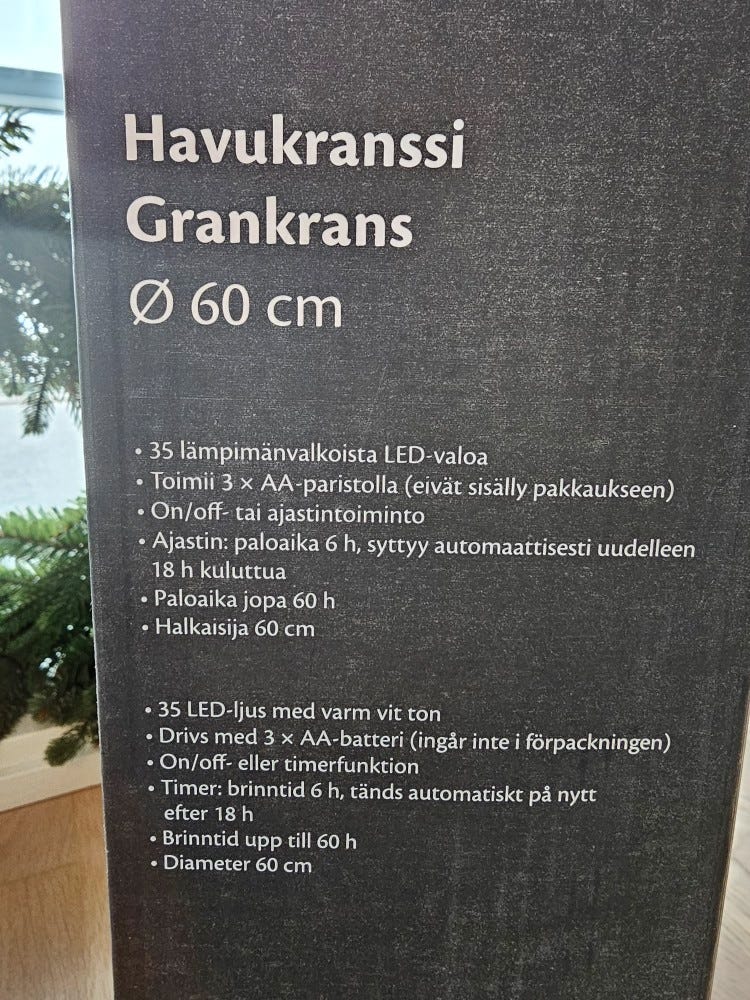 Havukranssi
Grankrans
Ø 60 cm
• 35 lämpimänvalkoista LED-valoa
• Toimii 3 × AA-paristolla (eivät sisälly pakkaukseen)
• On/off- tai ajastintoiminto
• Ajastin: paloaika 6 h, syttyy automaattisesti uudelleen
18 h kuluttua
• Paloaika jopa 60 h
• Halkaisija 60 cm
• 35 LED-ljus med varm vit ton
• Drivs med 3 × AA-batteri (ingår inte i förpackningen)
• On/off- eller timerfunktion
• Timer: brinntid 6 h, tänds automatiskt på nytt
efter 18 h
• Brinntid upp till 60 h
• Diameter 60 cm